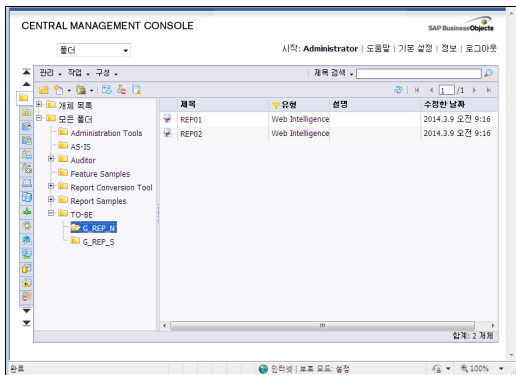 CENTRAL MANAGEMENT CONSOLE
SAP BusinessObjects
폴더
시작: Administrator | 도움말 | 기본 설정 | 정보 | 로그아웃
관리 작업 구성
제목 검색
1 /1
제목 유형 설명 수정한 날짜
REP01 Web Intelligence 2014.3.9 오전 9:16
REP02 Web Intelligence 2014.3.9 오전 9:16
개체 목록
모든 폴더
Administration Tools
AS-IS
Auditor
Feature Samples
Report Conversion Tool
Report Samples
TO-BE
G_REP_N
G_REP_S
합계: 2 개체
완료
인터넷 | 보호 모드: 설정
100%